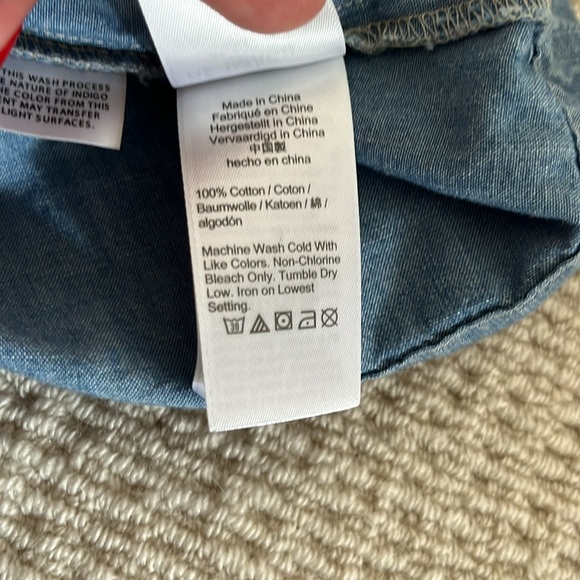 THIS WASH PROCESS
NATURE OF INDIGO
COLOR FROM THIS
MAY TRANSFER
LIGHT SURFACES.
Made in China
Fabriqué en Chine
Hergestellt in China
Vervaardigd in China
中国製
hecho en china
100% Cotton / Coton /
Baumwolle / Katoen / 綿 /
algodón
Machine Wash Cold With
Like Colors. Non-Chlorine
Bleach Only. Tumble Dry
Low. Iron on Lowest
Setting.
30